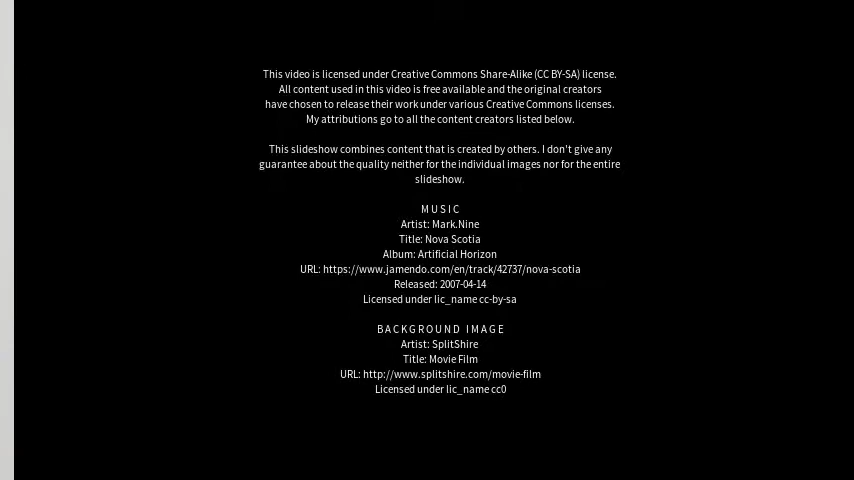 This video is licensed under Creative Commons Share-Alike (CC BY-SA) license.
All content used in this video is free available and the original creators
have chosen to release their work under various Creative Commons licenses.
My attributions go to all the content creators listed below.
This slideshow combines content that is created by others. I don't give any
guarantee about the quality neither for the individual images nor for the entire
slideshow.
MUSIC
Artist: Mark.Nine
Title: Nova Scotia
Album: Artificial Horizon
URL: https://www.jamendo.com/en/track/42737/nova-scotia
Released: 2007-04-14
Licensed under lic_name cc-by-sa
BACKGROUND IMAGE
Artist: SplitShire
Title: Movie Film
URL: http://www.splitshire.com/movie-film
Licensed under lic_name cc0